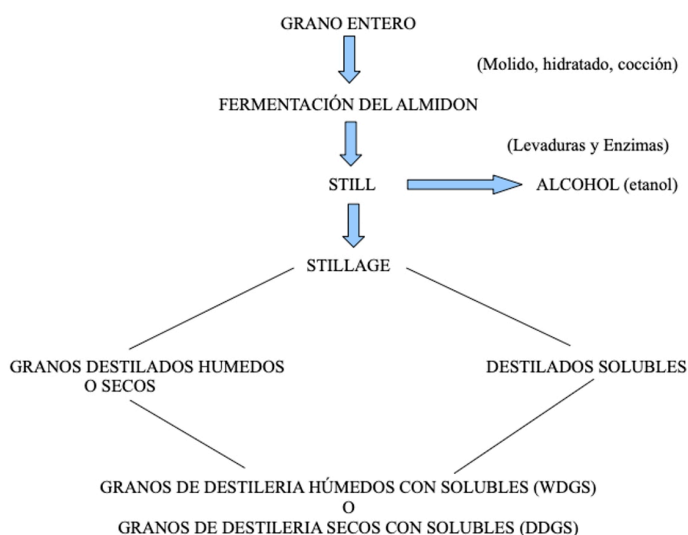 GRANO ENTERO
(Molido, hidratado, cocción)
FERMENTACIÓN DEL ALMIDON
(Levaduras y Enzimas)
STILL
ALCOHOL (etanol)
STILLAGE
GRANOS DESTILADOS HUMEDOS
O SECOS
DESTILADOS SOLUBLES
GRANOS DE DESTILERIA HÚMEDOS CON SOLUBLES (WDGS)
O
GRANOS DE DESTILERIA SECOS CON SOLUBLES (DDGS)